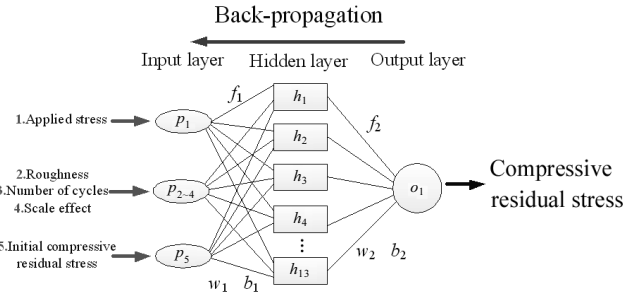 Back-propagation
Input layer Hidden layer Output layer
f1
h1
f2
1.Applied stress
p1
h2
2.Roughness
3.Number of cycles
4.Scale effect
p2~4
h3
o1
Compressive
residual stress
h4
5.Initial compressive
residual stress
p5
⋮
h13
w1 b1
w2 b2